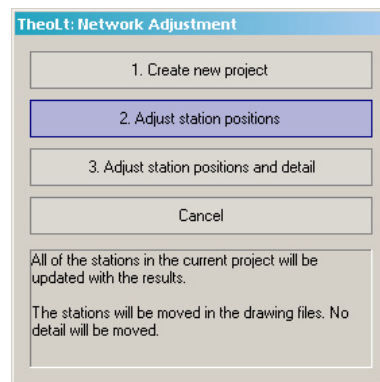 TheoLt: Network Adjustment
1. Create new project
2. Adjust station positions
3. Adjust station positions and detail
Cancel
All of the stations in the current project will be
updated with the results.
The stations will be moved in the drawing files. No
detail will be moved.